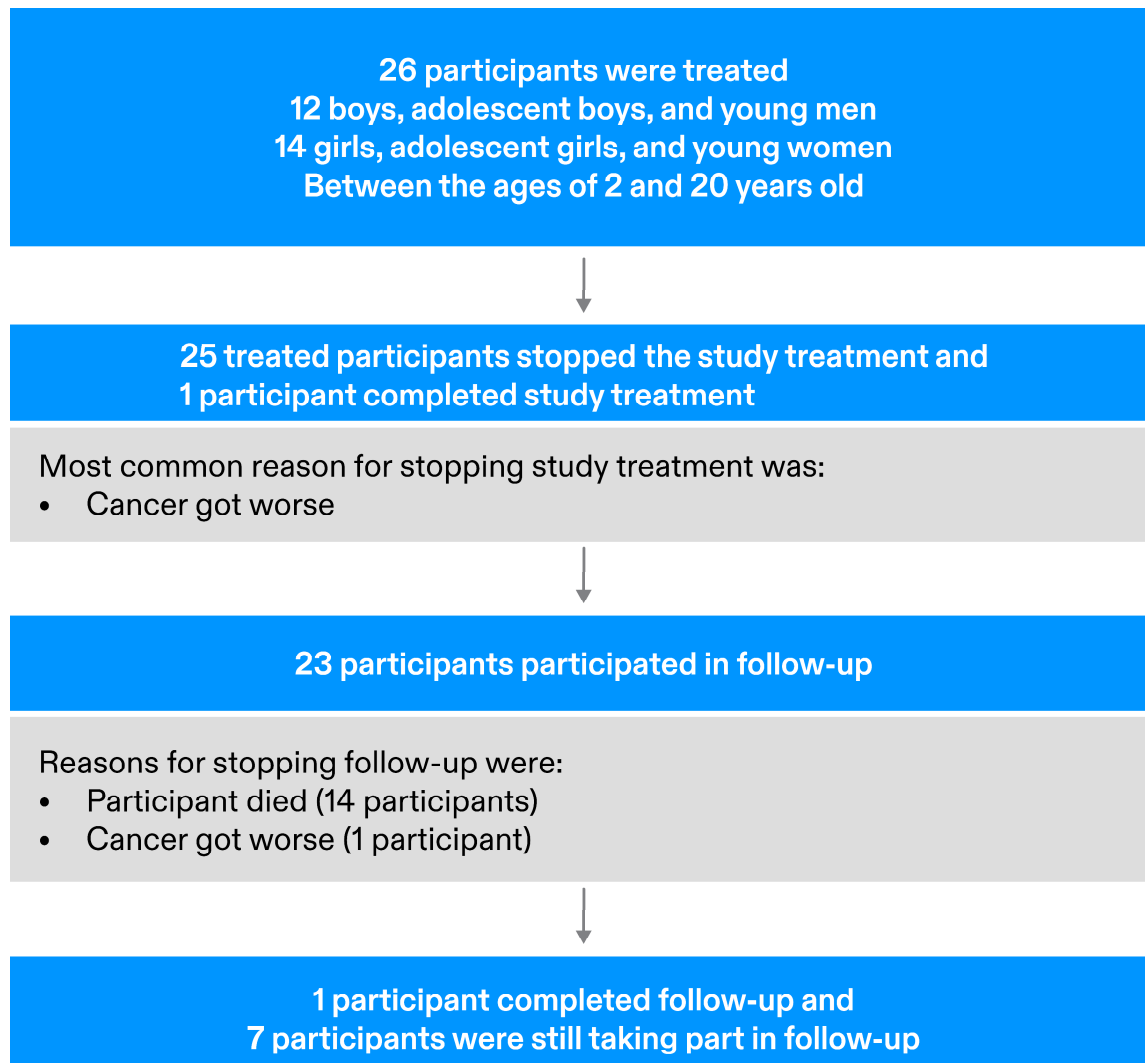 26 participants were treated
12 boys, adolescent boys, and young men
14 girls, adolescent girls, and young women
Between the ages of 2 and 20 years old
25 treated participants stopped the study treatment and
1 participant completed study treatment
Most common reason for stopping study treatment was:
• Cancer got worse
23 participants participated in follow-up
Reasons for stopping follow-up were:
• Participant died (14 participants)
• Cancer got worse (1 participant)
1 participant completed follow-up and
7 participants were still taking part in follow-up